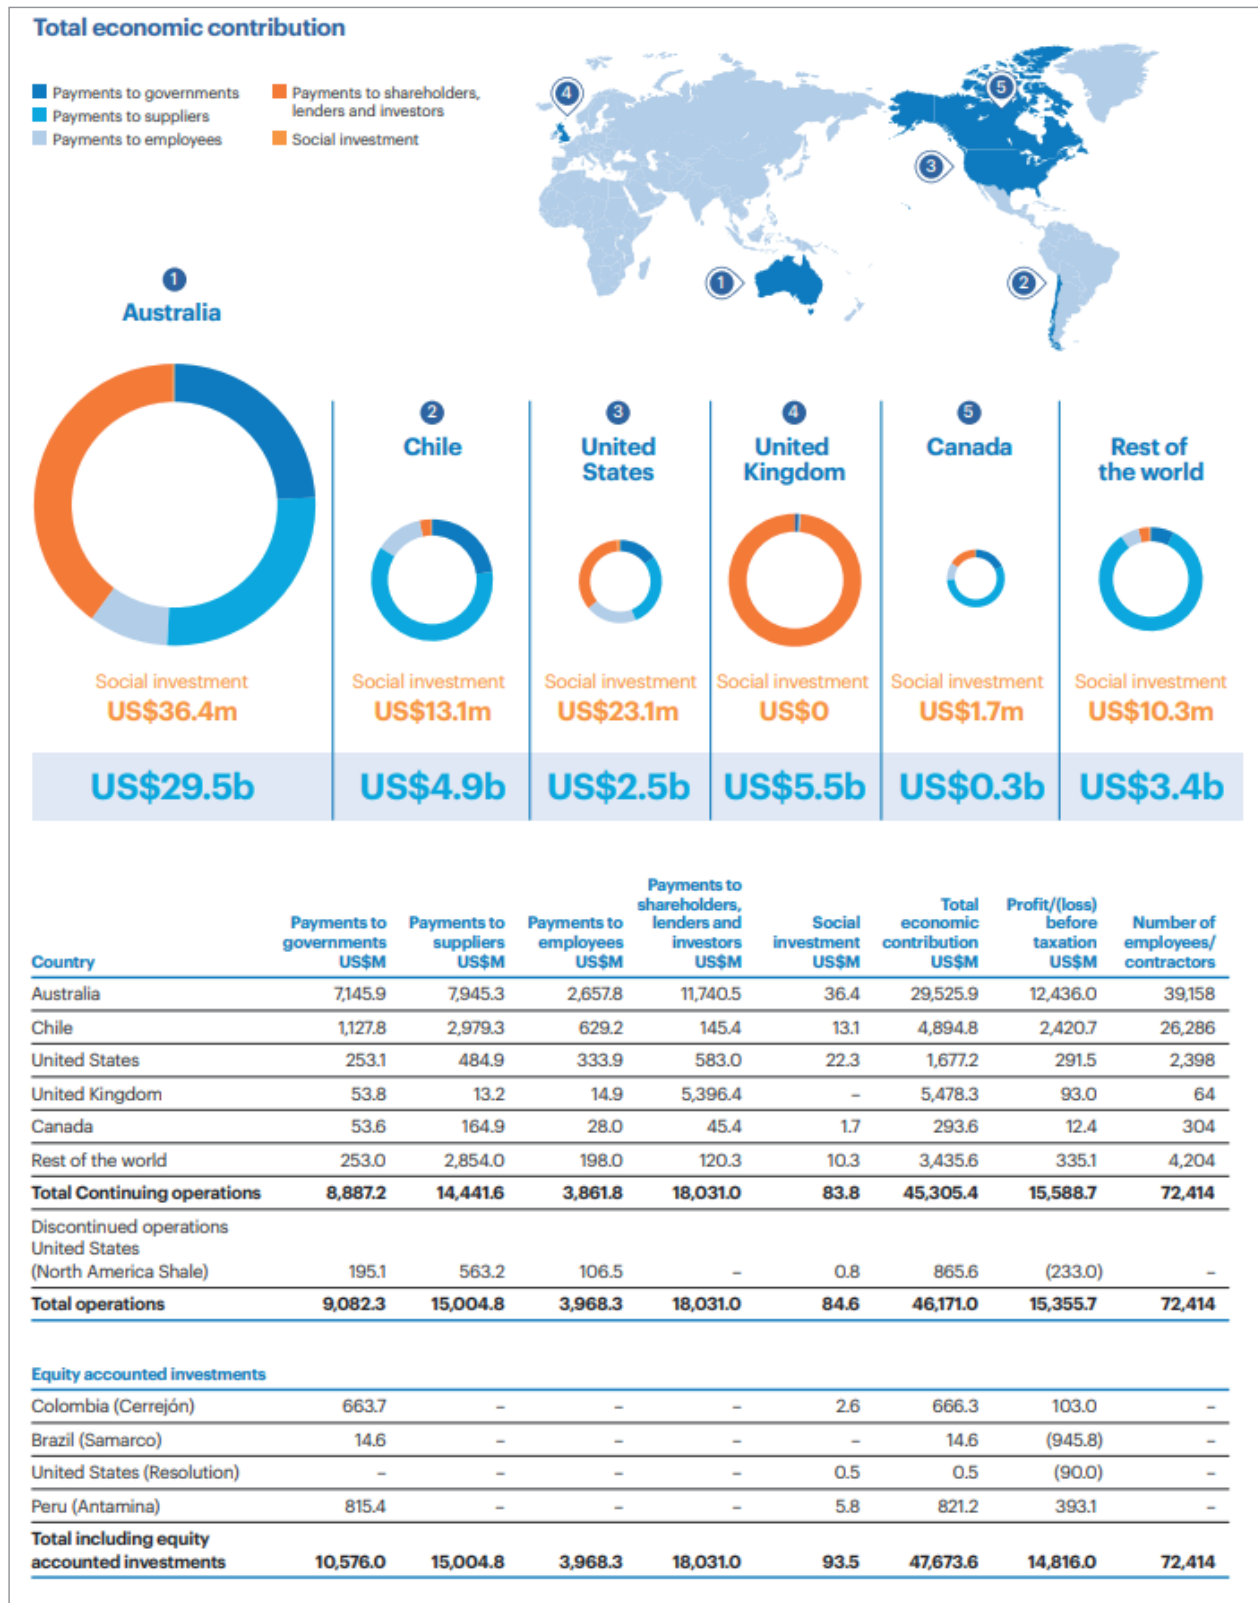 Total economic contribution
Payments to governments
Payments to suppliers
Payments to employees
Payments to shareholders,
lenders and investors
Social investment
4
5
3
1
2
1
Australia
2
Chile
3
United
States
4
United
Kingdom
5
Canada
Rest of
the world
Social investment
US$36.4m
Social investment
US$13.1m
Social investment
US$23.1m
Social investment
US$0
Social investment
US$1.7m
Social investment
US$10.3m
US$29.5b US$4.9b US$2.5b US$5.5b US$0.3b US$3.4b
Country
Payments to
governments
US$M
Payments to
suppliers
US$M
Payments to
employees
US$M
Payments to
shareholders,
lenders and
investors
US$M
Social
investment
US$M
Total
economic
contribution
US$M
Profit/(loss)
before
taxation
US$M
Number of
employees/
contractors
Australia 7,145.9 7,945.3 2,657.8 11,740.5 36.4 29,525.9 12,436.0 39,158
Chile 1,127.8 2,979.3 629.2 145.4 13.1 4,894.8 2,420.7 26,286
United States 253.1 484.9 333.9 583.0 22.3 1,677.2 291.5 2,398
United Kingdom 53.8 13.2 14.9 5,396.4 – 5,478.3 93.0 64
Canada 53.6 164.9 28.0 45.4 1.7 293.6 12.4 304
Rest of the world 253.0 2,854.0 198.0 120.3 10.3 3,435.6 335.1 4,204
Total Continuing operations 8,887.2 14,441.6 3,861.8 18,031.0 83.8 45,305.4 15,588.7 72,414
Discontinued operations
United States
(North America Shale) 195.1 563.2 106.5 – 0.8 865.6 (233.0) –
Total operations 9,082.3 15,004.8 3,968.3 18,031.0 84.6 46,171.0 15,355.7 72,414
Equity accounted investments
Colombia (Cerrejón) 663.7 – – – 2.6 666.3 103.0 –
Brazil (Samarco) 14.6 – – – – 14.6 (945.8) –
United States (Resolution) – – – – 0.5 0.5 (90.0) –
Peru (Antamina) 815.4 – – – 5.8 821.2 393.1 –
Total including equity
accounted investments 10,576.0 15,004.8 3,968.3 18,031.0 93.5 47,673.6 14,816.0 72,414